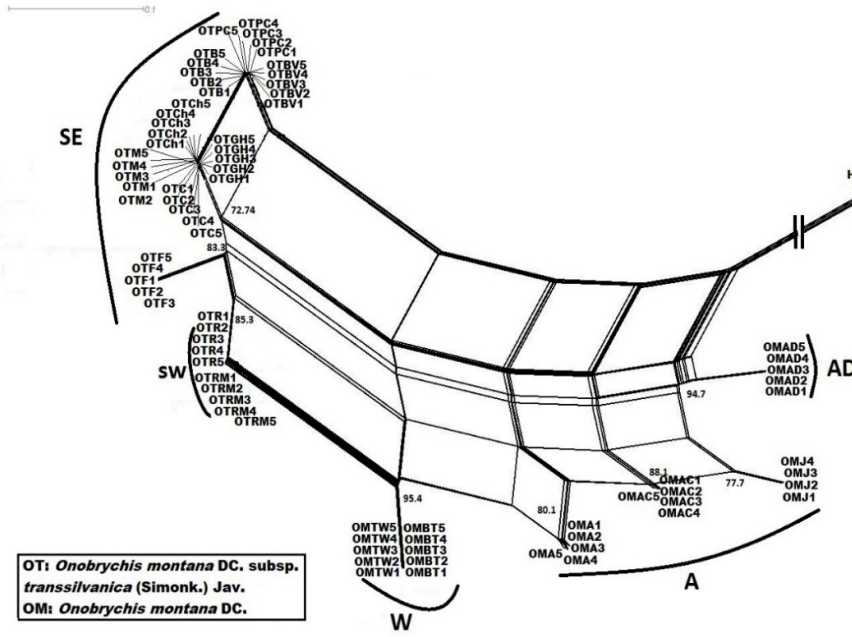 0.1
OTPC4
OTPC5 OTPC3
OTPC2
OTPC1
OTB5
OTB4
OTB3
OTB2
OTB1
OTBV5
OTBV4
OTBV3
OTBV2
OTBV1
SE
OTCh5
OTCh4
OTCh3
OTCh2
OTCh1
OTM5
OTM4
OTM3
OTM1
OTM2
OTGH5
OTGH4
OTGH3
OTGH2
OTGH1
OTC1
OTC2
OTC3
OTC4
OTC5
72.74
83.3
H
OTF5
OTF4
OTF1
OTF2
OTF3
85.3
SW
OTR1
OTR2
OTR3
OTR4
OTR5
OTRM1
OTRM2
OTRM3
OTRM4
OTRM5
OMAD5
OMAD4
OMAD3
OMAD2
OMAD1
AD
94.7
88.1
77.7
OMJ4
OMJ3
OMJ2
OMJ1
OMAC1
OMAC5 OMAC2
OMAC3
OMAC4
95.4
80.1
OMTW5 OMBT5
OMTW4 OMBT4
OMTW3 OMBT3
OMTW2 OMBT2
OMTW1 OMBT1
OMA1
OMA2
OMA5 OMA3
OMA4
A
W
OT: Onobrychis montana DC. subsp.
transsilvanica (Simonk.) Jav.
OM: Onobrychis montana DC.